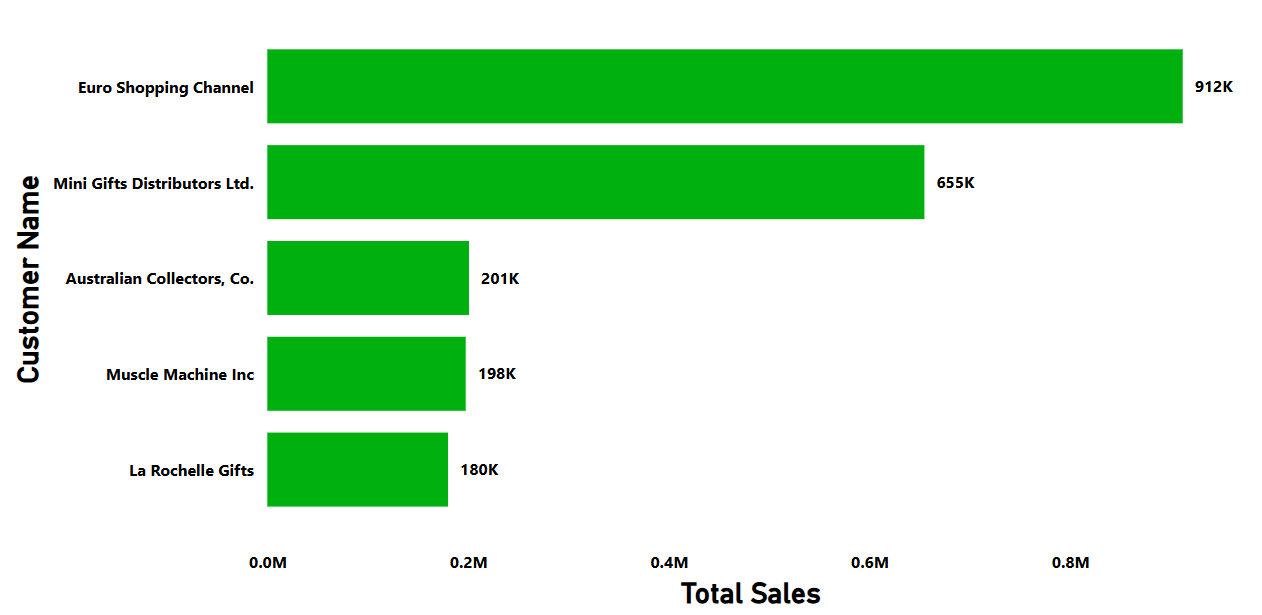 Customer Name
Euro Shopping Channel 912K
Mini Gifts Distributors Ltd. 655K
Australian Collectors, Co. 201K
Muscle Machine Inc 198K
La Rochelle Gifts 180K
0.0M 0.2M 0.4M 0.6M 0.8M
Total Sales